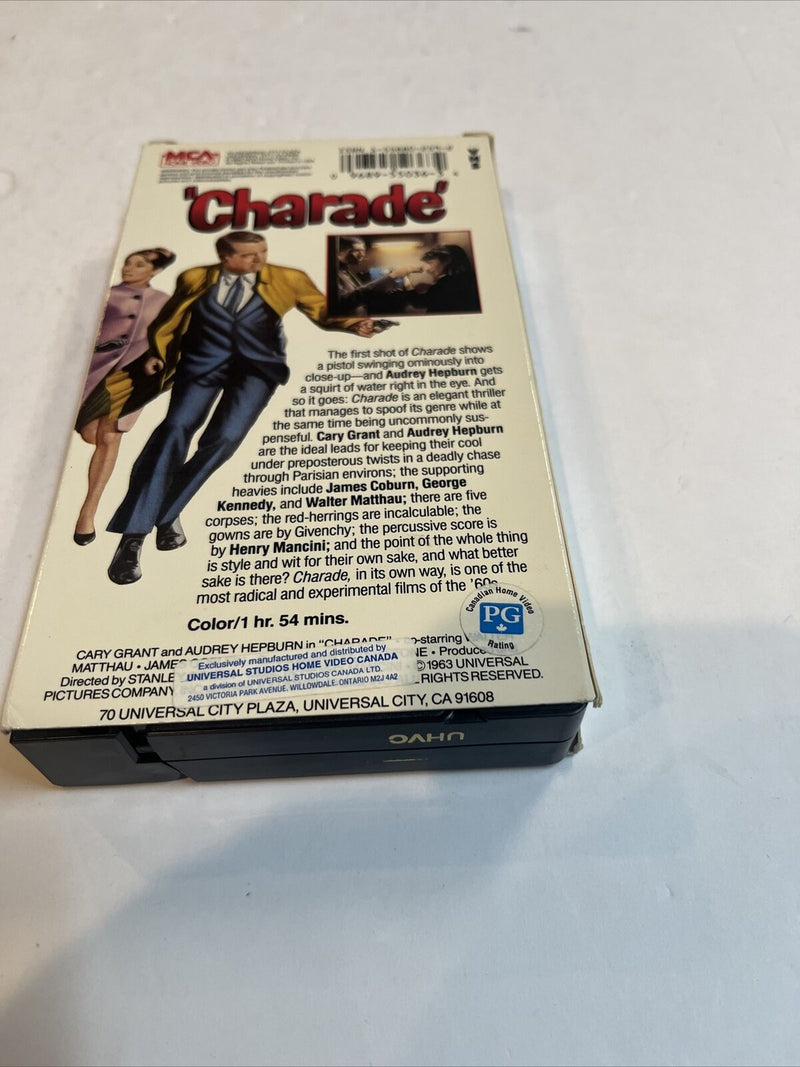 MCA
VHS
"Charade"
The first shot of Charade shows
a pistol swinging ominously into
close-up—and Audrey Hepburn gets
a squirt of water right in the eye. And
so it goes: Charade is an elegant thriller
that manages to spoof its genre while at
the same time being uncommonly sus-
penseful. Cary Grant and Audrey Hepburn
are the ideal leads for keeping their cool
under preposterous twists in a deadly chase
through Parisian environs; the supporting
heavies include James Coburn, George
Kennedy, and Walter Matthau; there are five
corpses; the red-herrings are incalculable; the
gowns are by Givenchy; the percussive score is
by Henry Mancini; and the point of the whole thing
is style and wit for their own sake, and what better
sake is there? Charade, in its own way, is one of the
most radical and experimental films of the '60s
Canadian Home Video
PG
Rating
Color/1 hr. 54 mins.
CARY GRANT and AUDREY HEPBURN in "CHARADE" co-starring
MATTHAU • JAMES
Directed by STANLE
PICTURES COMPANY
NE • Produce
©1963 UNIVERSAL
RIGHTS RESERVED.
Exclusively manufactured and distributed by
UNIVERSAL STUDIOS HOME VIDEO CANADA
a division of UNIVERSAL STUDIOS CANADA LTD.
2450 VICTORIA PARK AVENUE, WILLOWDALE, ONTARIO M2J 4A2
70 UNIVERSAL CITY PLAZA, UNIVERSAL CITY, CA 91608
UHVC